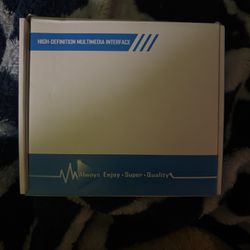 HIGH-DEFINITION MULTIMEDIA INTERFACE
Always Enjoy·Super·Quality